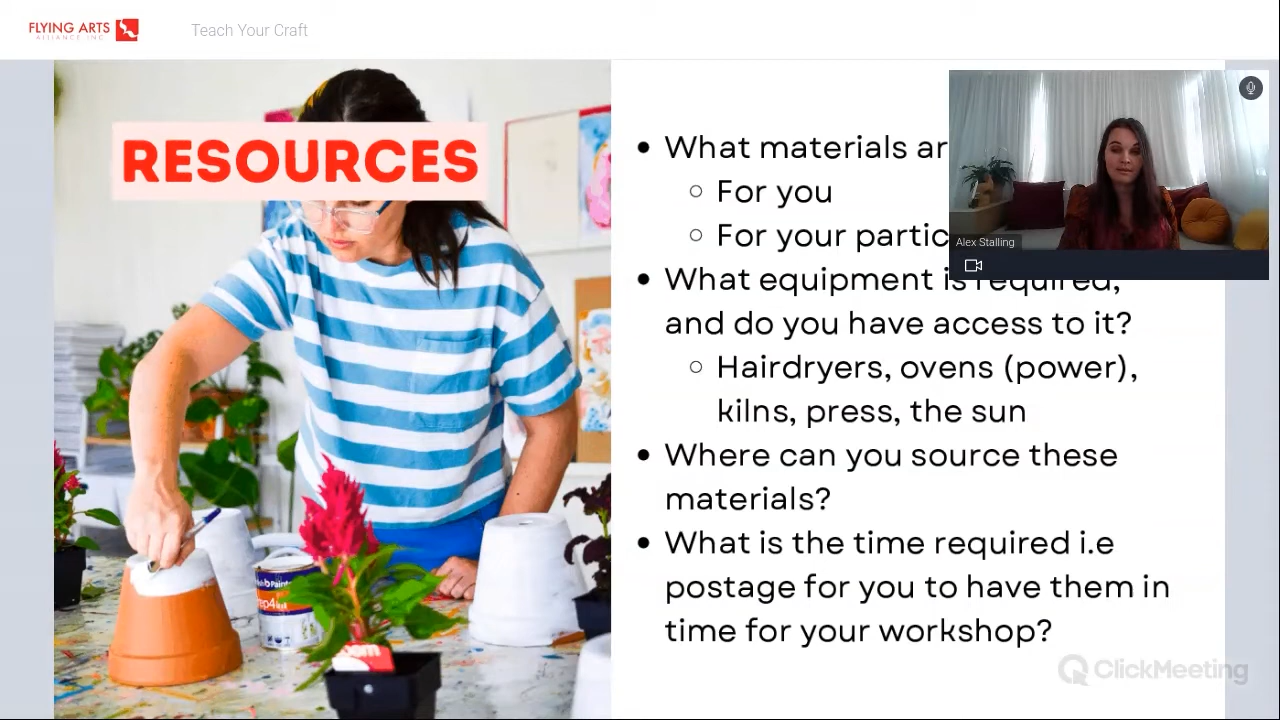 FLYING ARTS
ALLIANCE INC
Teach Your Craft
RESOURCES
What materials
For you
For your
What equipment is required,
and do you have access to it?
Hairdryers, ovens (power),
kilns, press, the sun
Where can you source these
materials?
What is the time required i.e
postage for you to have them in
time for your workshop?
Alex Stalling
ClickMeeting